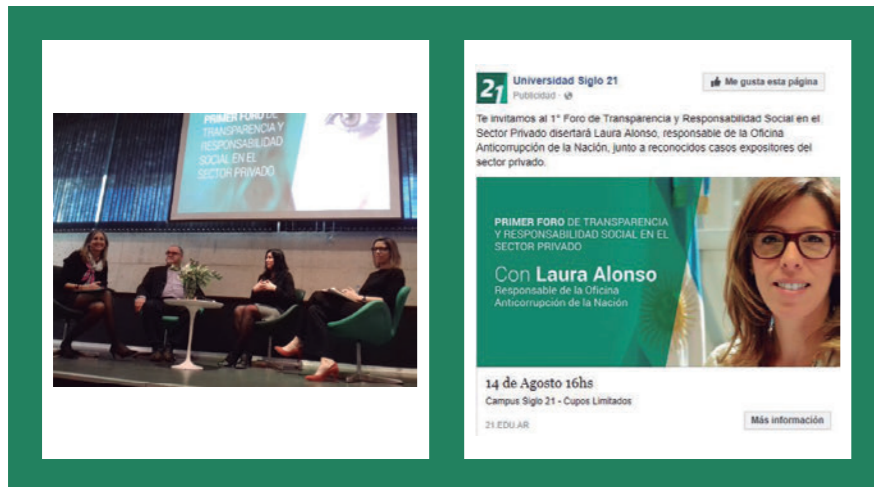 PRIMER FORO DE
TRANSPARENCIA Y
RESPONSABILIDAD
SOCIAL EN EL
SECTOR PRIVADO
21
Universidad Siglo 21
Publicidad ·
Me gusta esta página
Te invitamos al 1° Foro de Transparencia y Responsabilidad Social en el
Sector Privado disertará Laura Alonso, responsable de la Oficina
Anticorrupción de la Nación, junto a reconocidos casos expositores del
sector privado.
PRIMER FORO DE TRANSPARENCIA
Y RESPONSABILIDAD SOCIAL EN EL
SECTOR PRIVADO
Con Laura Alonso
Responsable de la Oficina
Anticorrupción de la Nación
14 de Agosto 16hs
Campus Siglo 21 - Cupos Limitados
21.EDU.AR
Más información